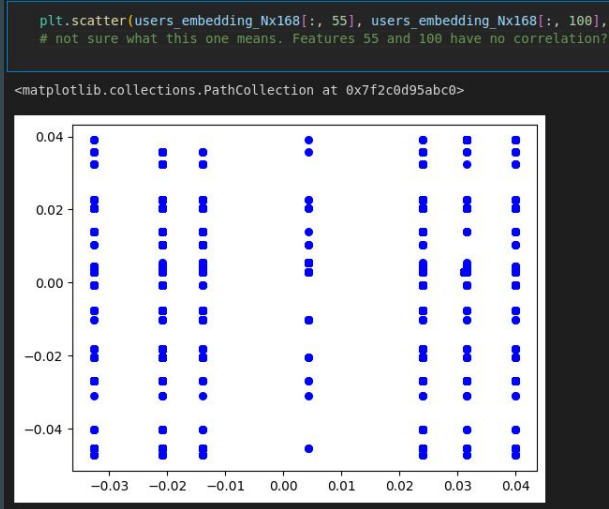 plt.scatter(users_embedding_Nx168[:, 55], users_embedding_Nx168[:, 100],
# not sure what this one means. Features 55 and 100 have no correlation?
<matplotlib.collections.PathCollection at 0x7f2c0d95abc0>
0.04
0.02
0.00
−0.02
−0.04
−0.03 −0.02 −0.01 0.00 0.01 0.02 0.03 0.04